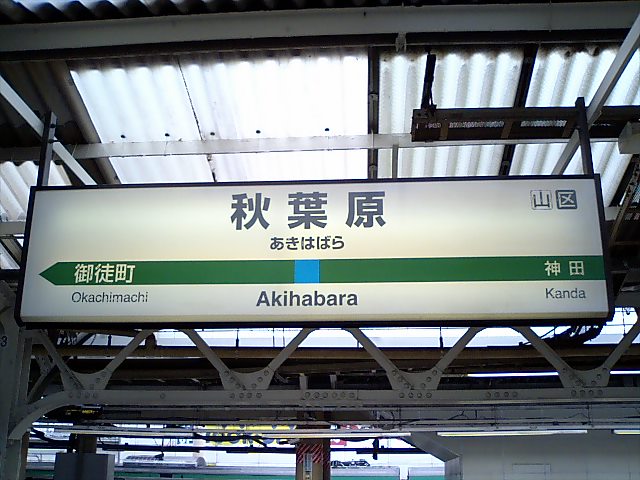 秋葉原
山区
あきはばら
御徒町
神田
Okachimachi
Akihabara
Kanda